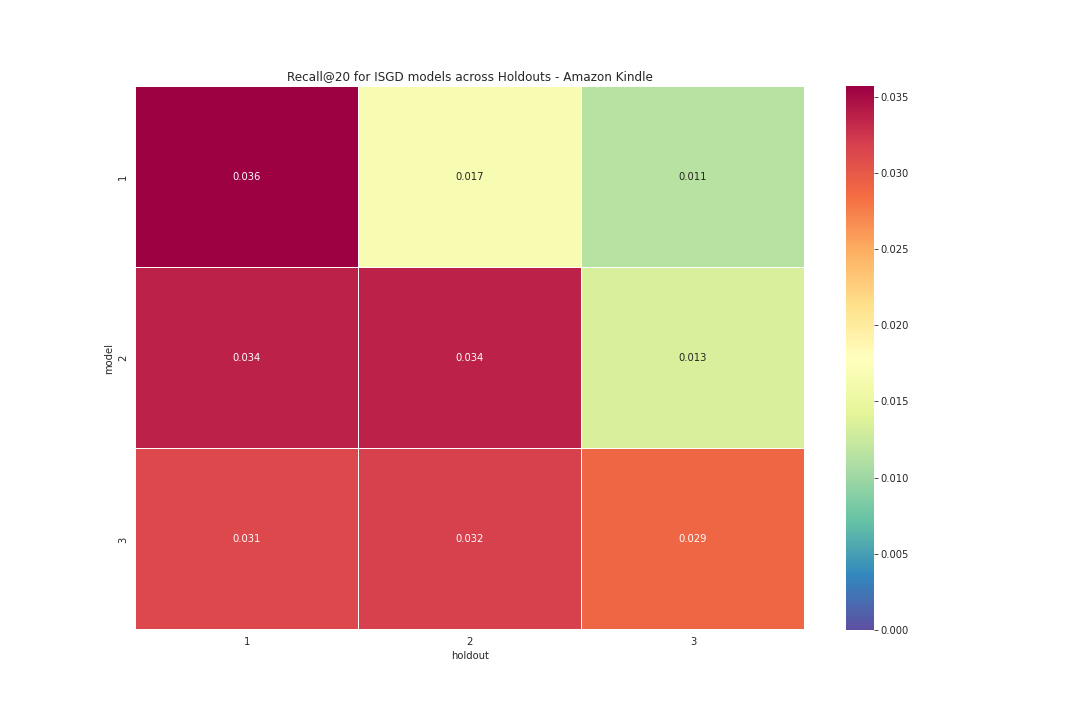 Recall@20 for ISGD models across Holdouts - Amazon Kindle
0.036 0.017 0.011
0.034 0.034 0.013
0.031 0.032 0.029
1
2
3
model
1 2 3
holdout
0.035
0.030
0.025
0.020
0.015
0.010
0.005
0.000